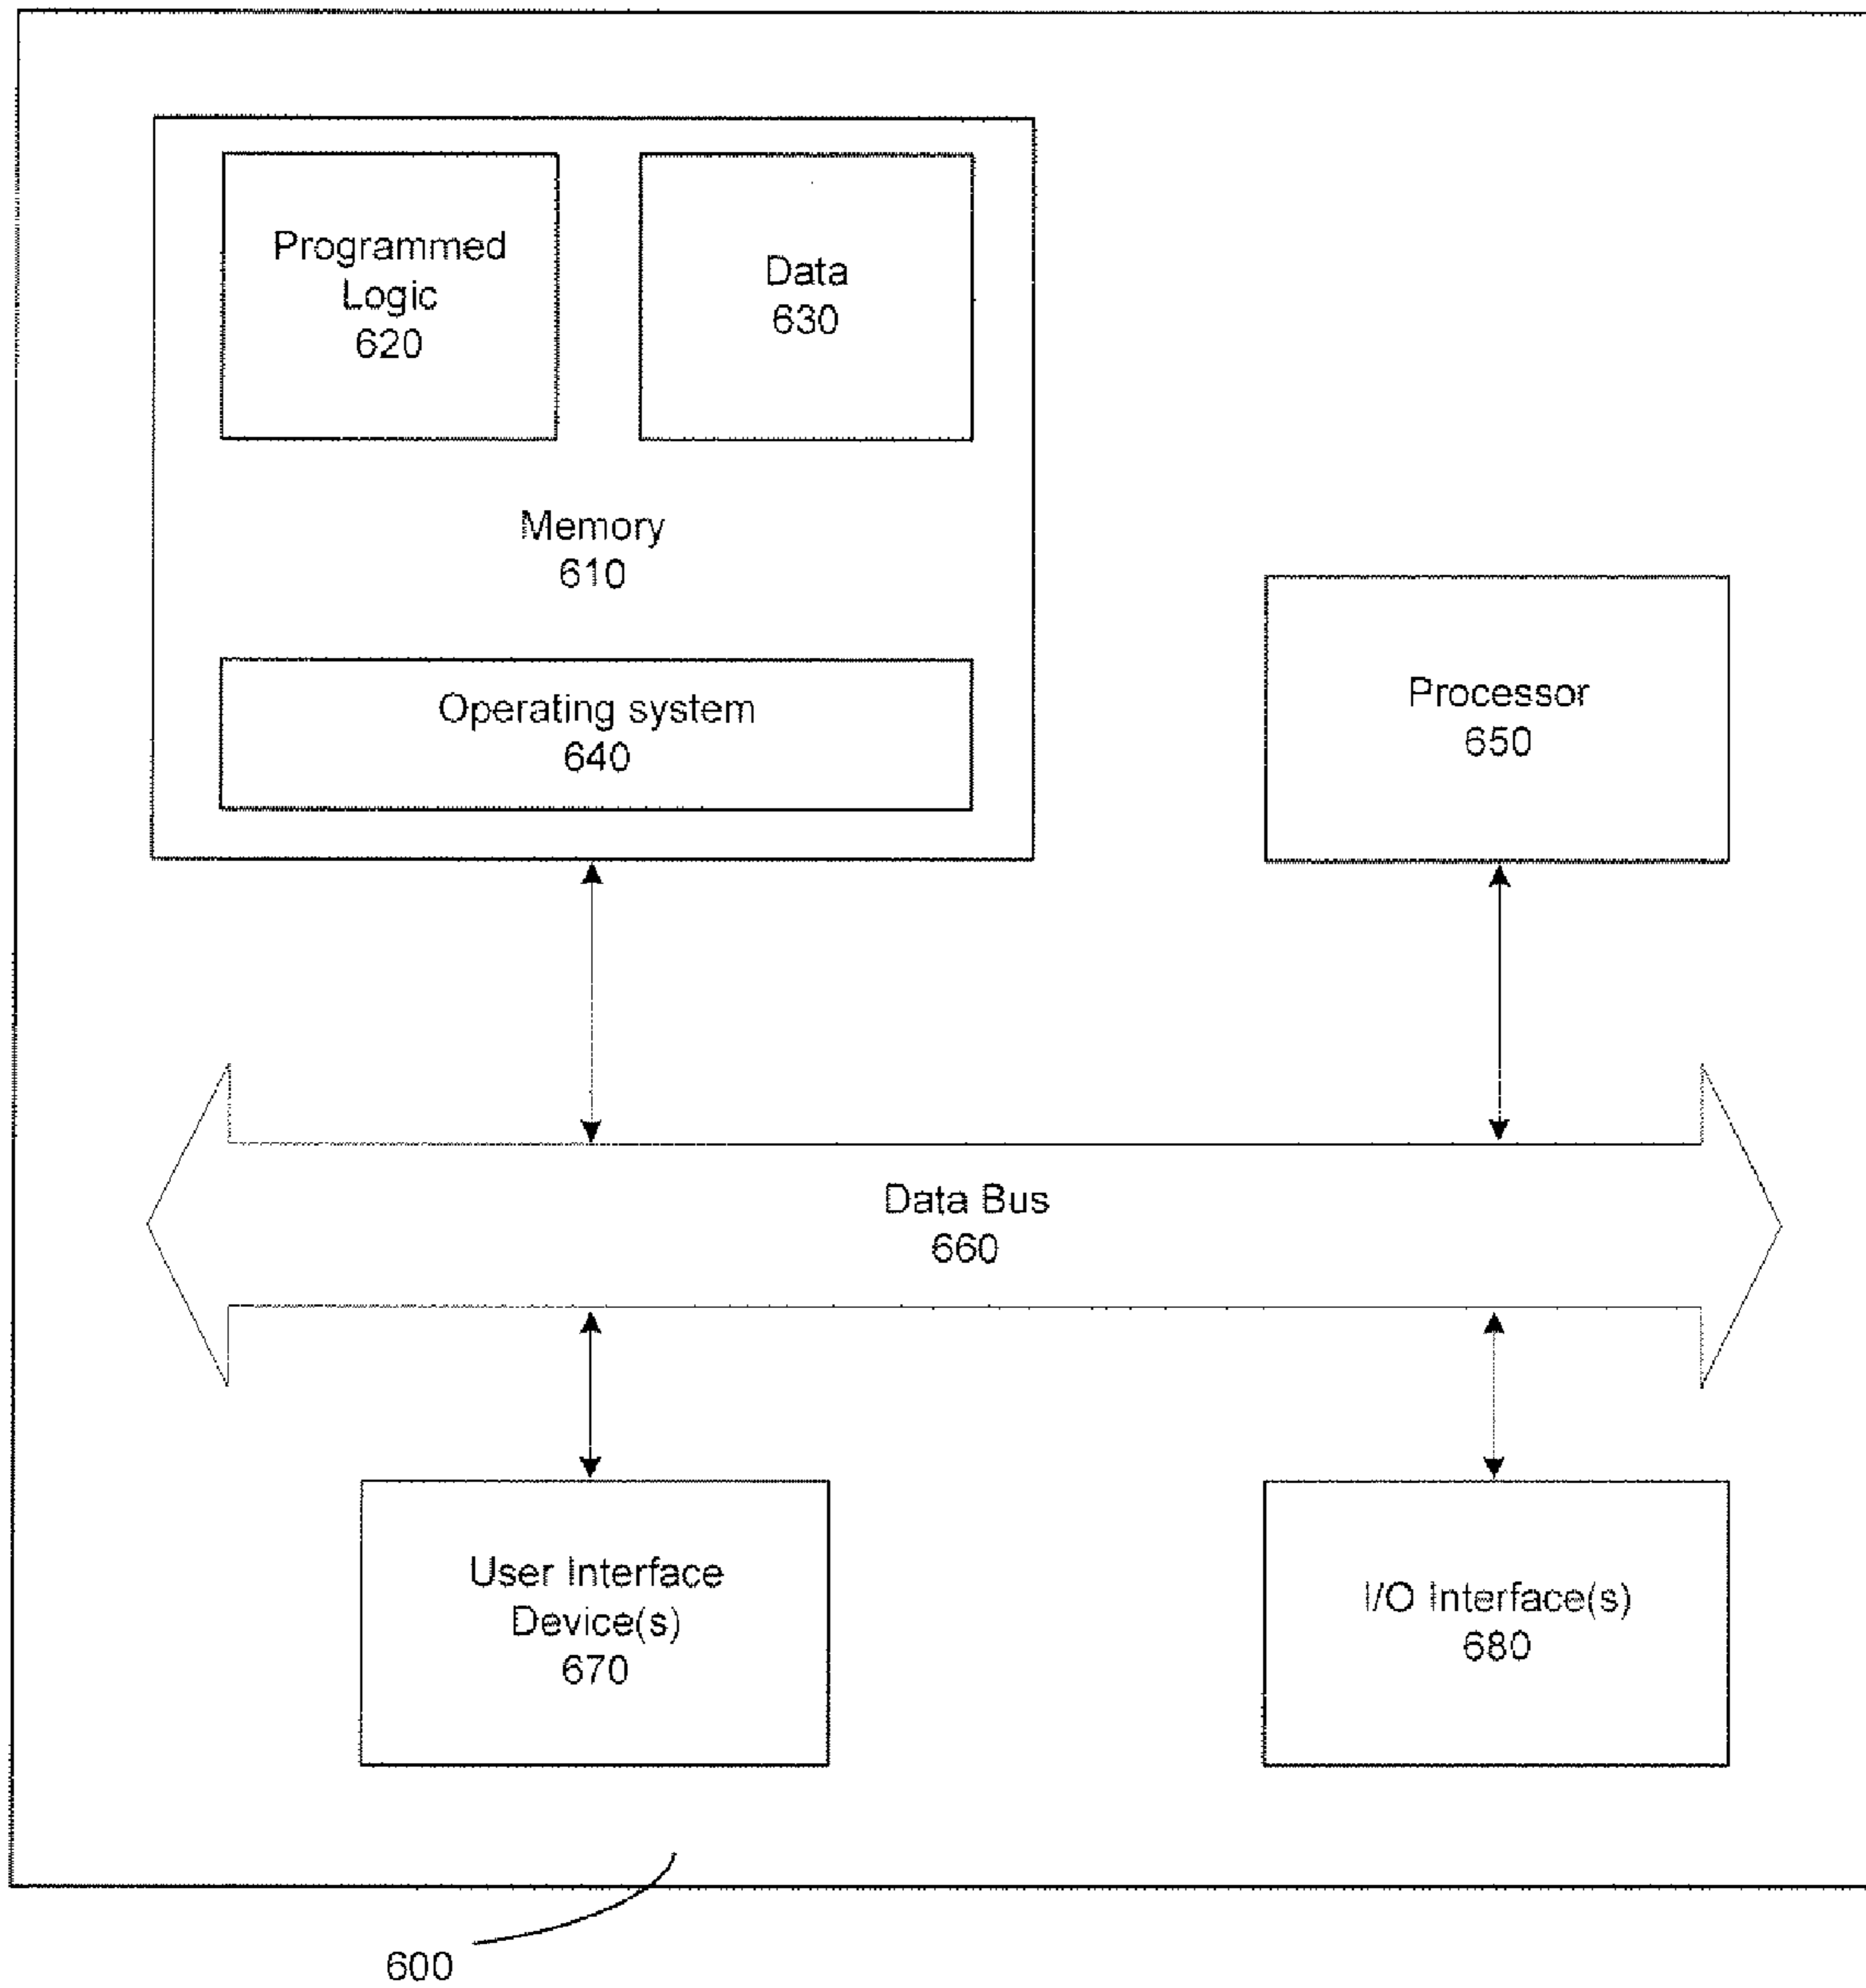 Programmed
Logic
620
Data
630
Memory
610
Operating system
640
Processor
650
Data Bus
660
User Interface
Device(s)
670
I/O Interface(s)
680
600